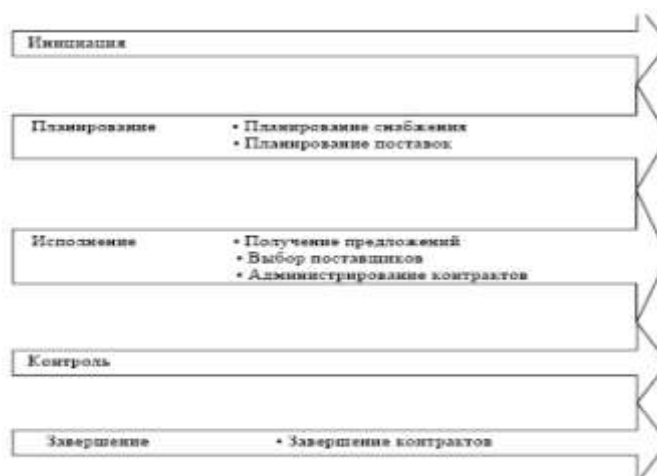 Инициация
Планирование • Планирование снабжения
• Планирование поставок
Исполнение • Получение предложений
• Выбор поставщиков
• Администрирование контрактов
Контроль
Завершение • Завершение контрактов